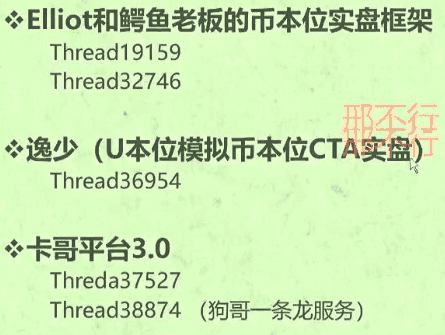 ❖Elliot和鳄鱼老板的币本位实盘框架
Thread19159
Thread32746
邢不行
❖逸少（U本位模拟币本位CTA实盘）
Thread36954
❖卡哥平台3.0
Threda37527
Thread38874 （狗哥一条龙服务）